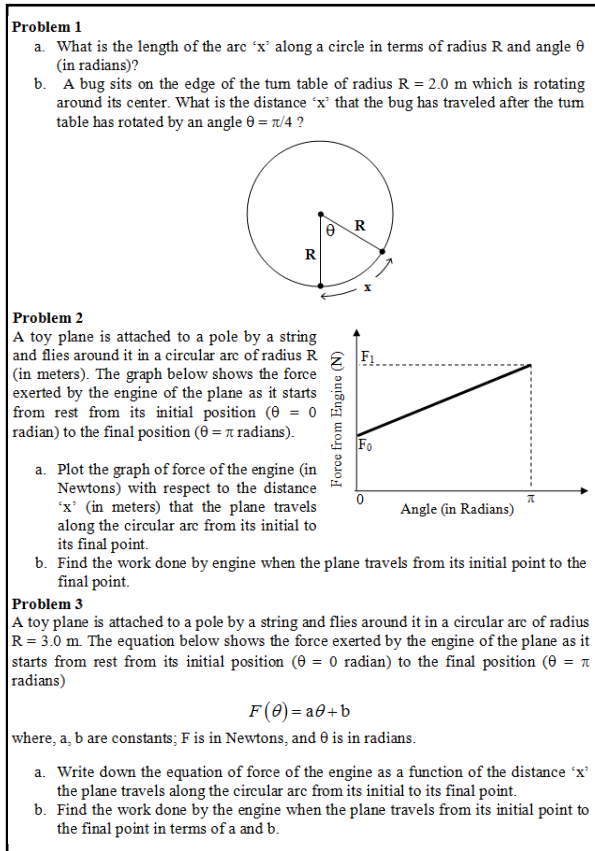 Problem 1
a. What is the length of the arc ‘x’ along a circle in terms of radius R and angle θ
(in radians)?
b. A bug sits on the edge of the turn table of radius R = 2.0 m which is rotating
around its center. What is the distance ‘x’ that the bug has traveled after the turn
table has rotated by an angle θ = π/4 ?
θ
R
R
x
Problem 2
A toy plane is attached to a pole by a string
and flies around it in a circular arc of radius R
(in meters). The graph below shows the force
exerted by the engine of the plane as it starts
from rest from its initial position (θ = 0
radian) to the final position (θ = π radians).
Force from Engine (N)
F₁
F₀
0
π
Angle (in Radians)
a. Plot the graph of force of the engine (in
Newtons) with respect to the distance
‘x’ (in meters) that the plane travels
along the circular arc from its initial to
its final point.
b. Find the work done by engine when the plane travels from its initial point to the
final point.
Problem 3
A toy plane is attached to a pole by a string and flies around it in a circular arc of radius
R = 3.0 m. The equation below shows the force exerted by the engine of the plane as it
starts from rest from its initial position (θ = 0 radian) to the final position (θ = π
radians)
F(θ) = aθ + b
where, a, b are constants; F is in Newtons, and θ is in radians.
a. Write down the equation of force of the engine as a function of the distance ‘x’
the plane travels along the circular arc from its initial to its final point.
b. Find the work done by the engine when the plane travels from its initial point to
the final point in terms of a and b.